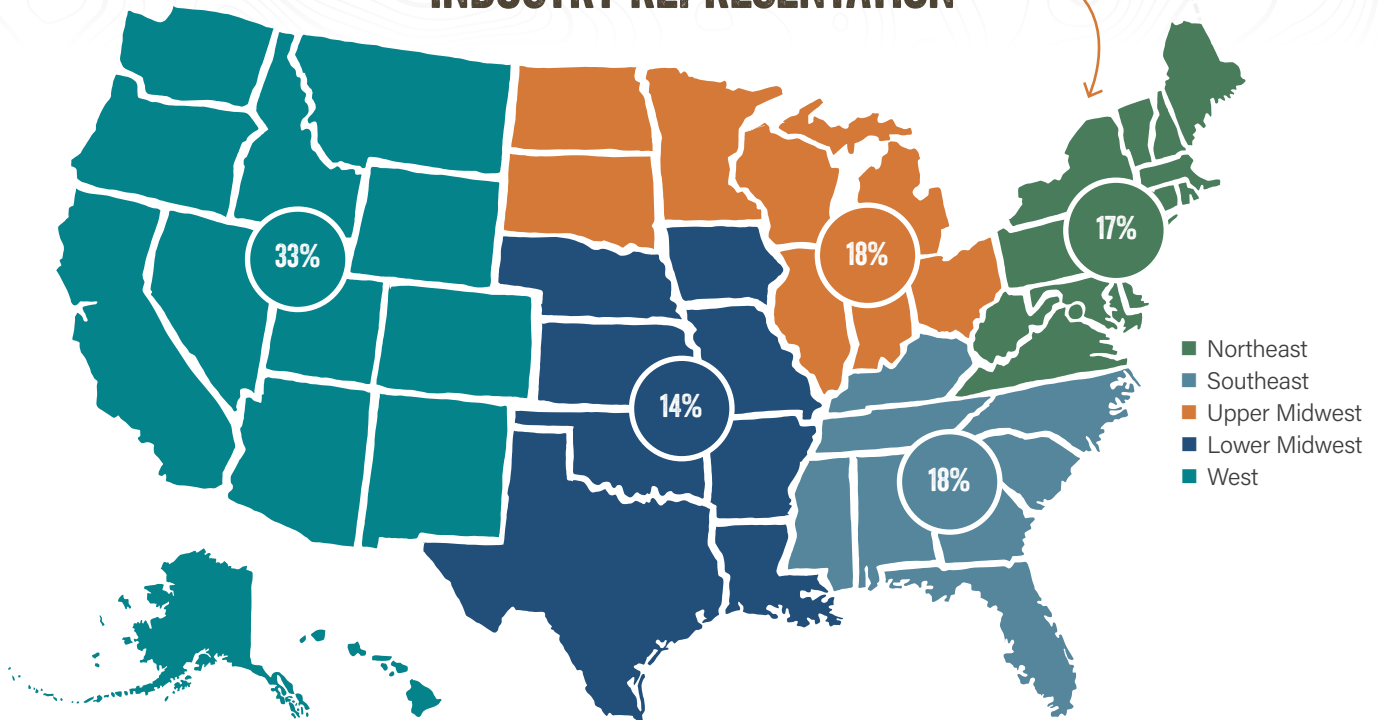 INDUSTRY REPRESENTATION
33%
18%
17%
14%
18%
Northeast
Southeast
Upper Midwest
Lower Midwest
West